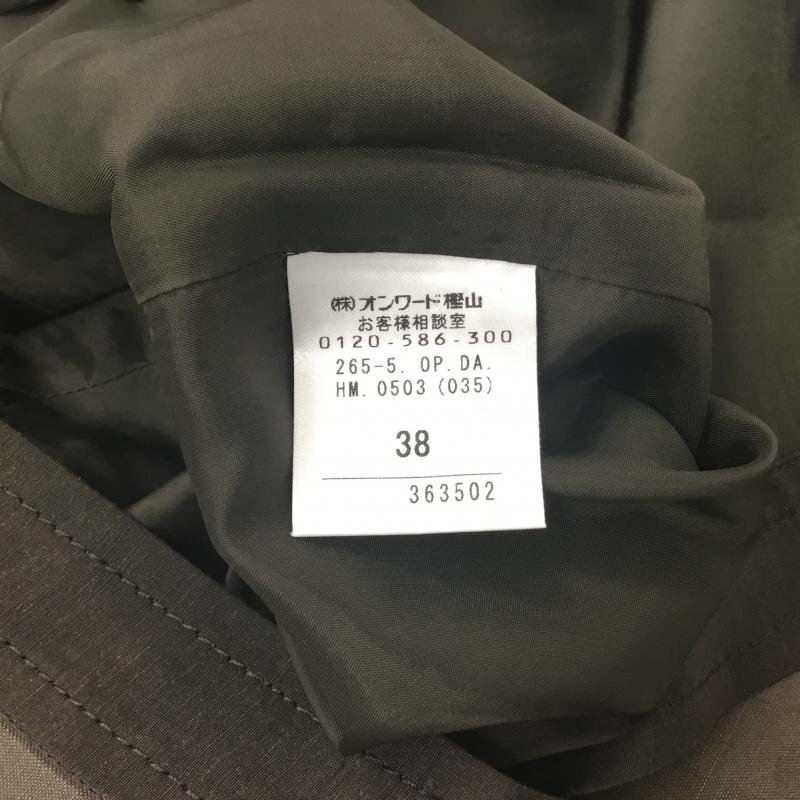 (株)オンワード樫山
お客様相談室
0120-586-300
265-5. OP. DA.
HM. 0503 (035)
38
363502